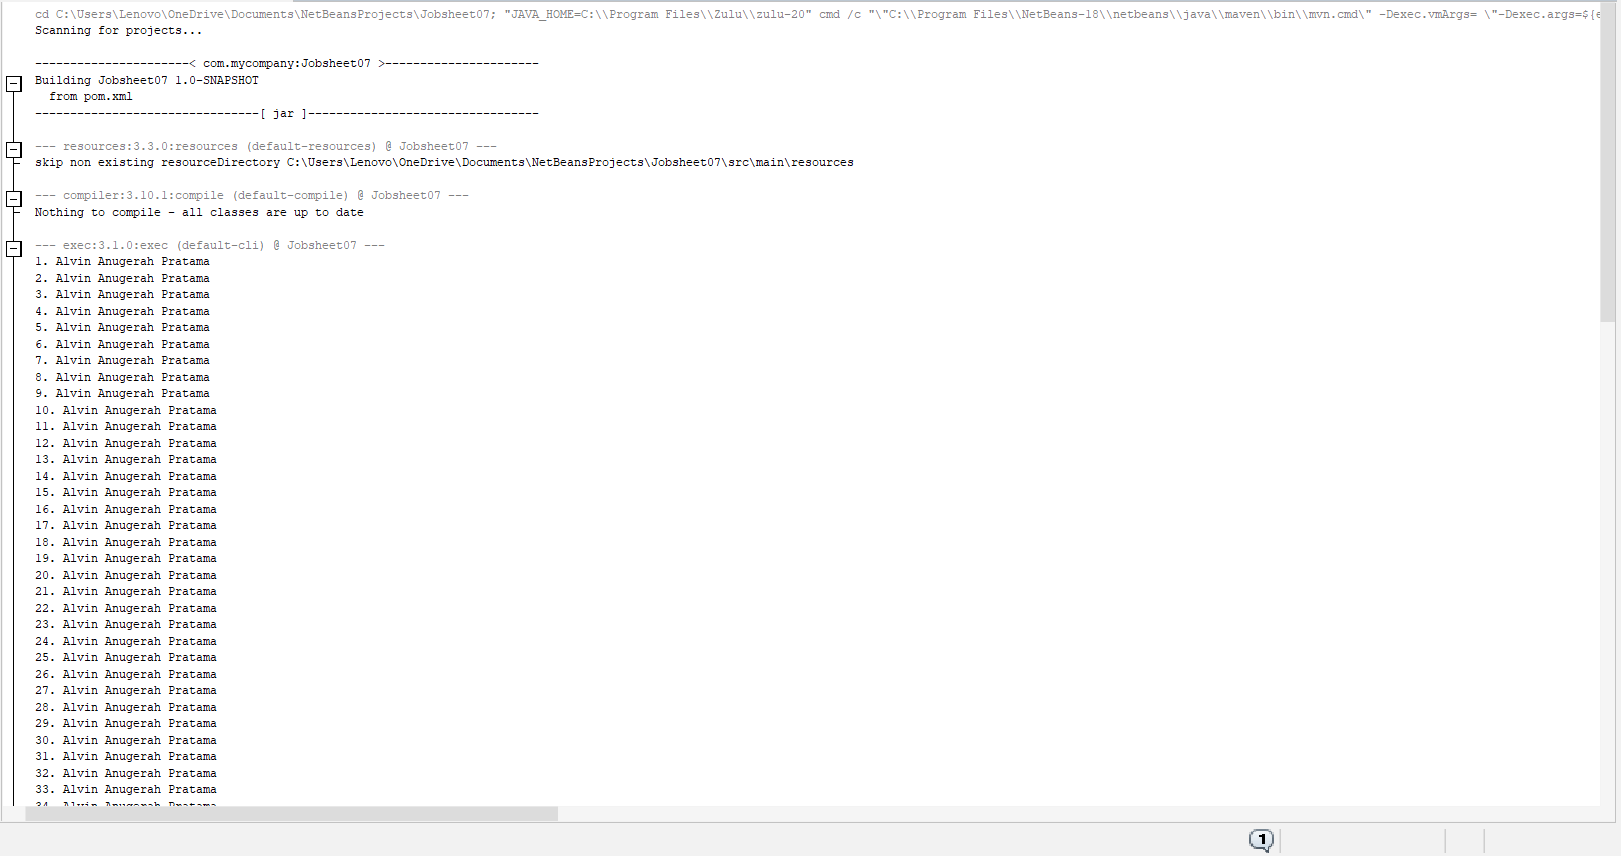 cd C:\Users\Lenovo\OneDrive\Documents\NetBeansProjects\Jobsheet07; "JAVA_HOME=C:\\Program Files\\Zulu\\zulu-20" cmd /c "\"C:\\Program Files\\NetBeans-18\\netbeans\\java\\maven\\bin\\mvn.cmd\" -Dexec.vmArgs= \"-Dexec.args=${e
Scanning for projects...
----------------------< com.mycompany:Jobsheet07 >----------------------
Building Jobsheet07 1.0-SNAPSHOT
  from pom.xml
--------------------------------[ jar ]---------------------------------
--- resources:3.3.0:resources (default-resources) @ Jobsheet07 ---
skip non existing resourceDirectory C:\Users\Lenovo\OneDrive\Documents\NetBeansProjects\Jobsheet07\src\main\resources
--- compiler:3.10.1:compile (default-compile) @ Jobsheet07 ---
Nothing to compile - all classes are up to date
--- exec:3.1.0:exec (default-cli) @ Jobsheet07 ---
1. Alvin Anugerah Pratama
2. Alvin Anugerah Pratama
3. Alvin Anugerah Pratama
4. Alvin Anugerah Pratama
5. Alvin Anugerah Pratama
6. Alvin Anugerah Pratama
7. Alvin Anugerah Pratama
8. Alvin Anugerah Pratama
9. Alvin Anugerah Pratama
10. Alvin Anugerah Pratama
11. Alvin Anugerah Pratama
12. Alvin Anugerah Pratama
13. Alvin Anugerah Pratama
14. Alvin Anugerah Pratama
15. Alvin Anugerah Pratama
16. Alvin Anugerah Pratama
17. Alvin Anugerah Pratama
18. Alvin Anugerah Pratama
19. Alvin Anugerah Pratama
20. Alvin Anugerah Pratama
21. Alvin Anugerah Pratama
22. Alvin Anugerah Pratama
23. Alvin Anugerah Pratama
24. Alvin Anugerah Pratama
25. Alvin Anugerah Pratama
26. Alvin Anugerah Pratama
27. Alvin Anugerah Pratama
28. Alvin Anugerah Pratama
29. Alvin Anugerah Pratama
30. Alvin Anugerah Pratama
31. Alvin Anugerah Pratama
32. Alvin Anugerah Pratama
33. Alvin Anugerah Pratama
34. Alvin Anugerah Pratama
1